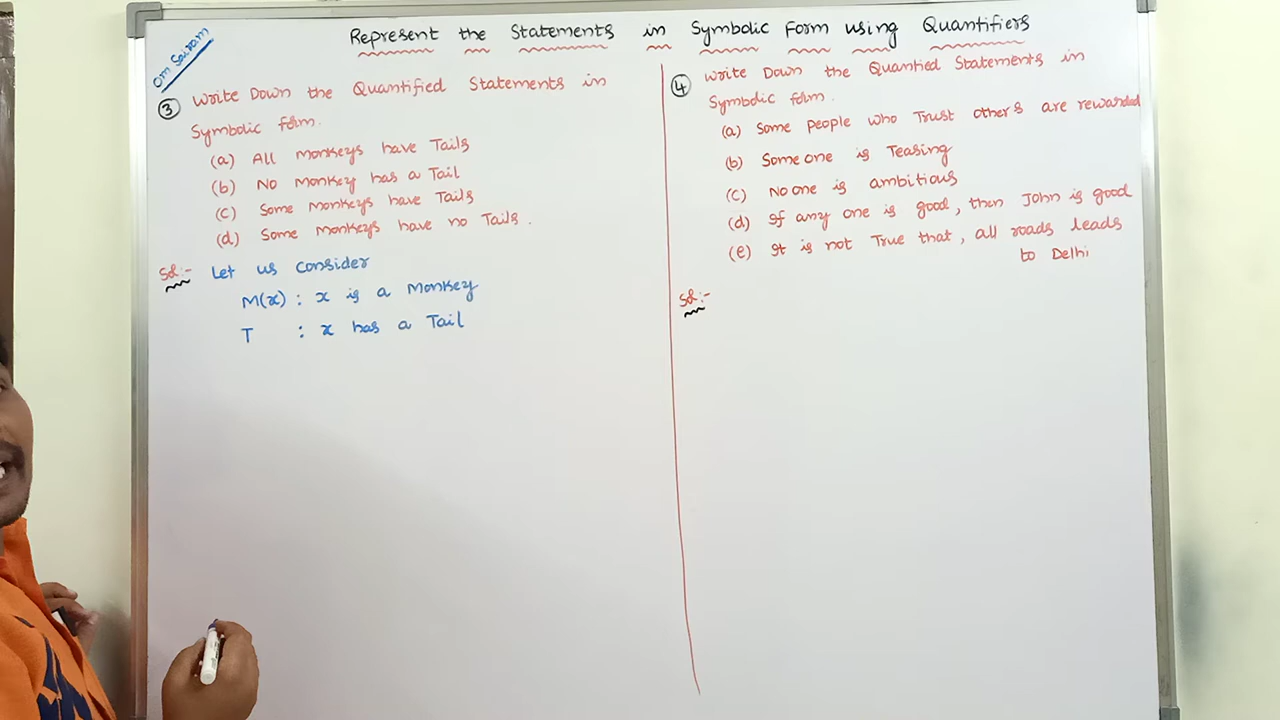 Om Sairam
Represent the Statements in Symbolic Form using Quantifiers
③ Write Down the Quantified Statements in
Symbolic form.
(a) All Monkeys have Tails
(b) No Monkey has a Tail
(c) Some Monkeys have Tails
(d) Some Monkeys have no Tails.
Sol:- Let us consider
M(x) : x is a Monkey
T : x has a Tail
④ Write Down the Quantied Statements in
Symbolic form.
(a) Some people who Trust others are rewarded
(b) Some one is Teasing
(c) No one is ambitious
(d) If any one is good, then John is good
(e) It is not True that, all roads leads
to Delhi
Sol:-